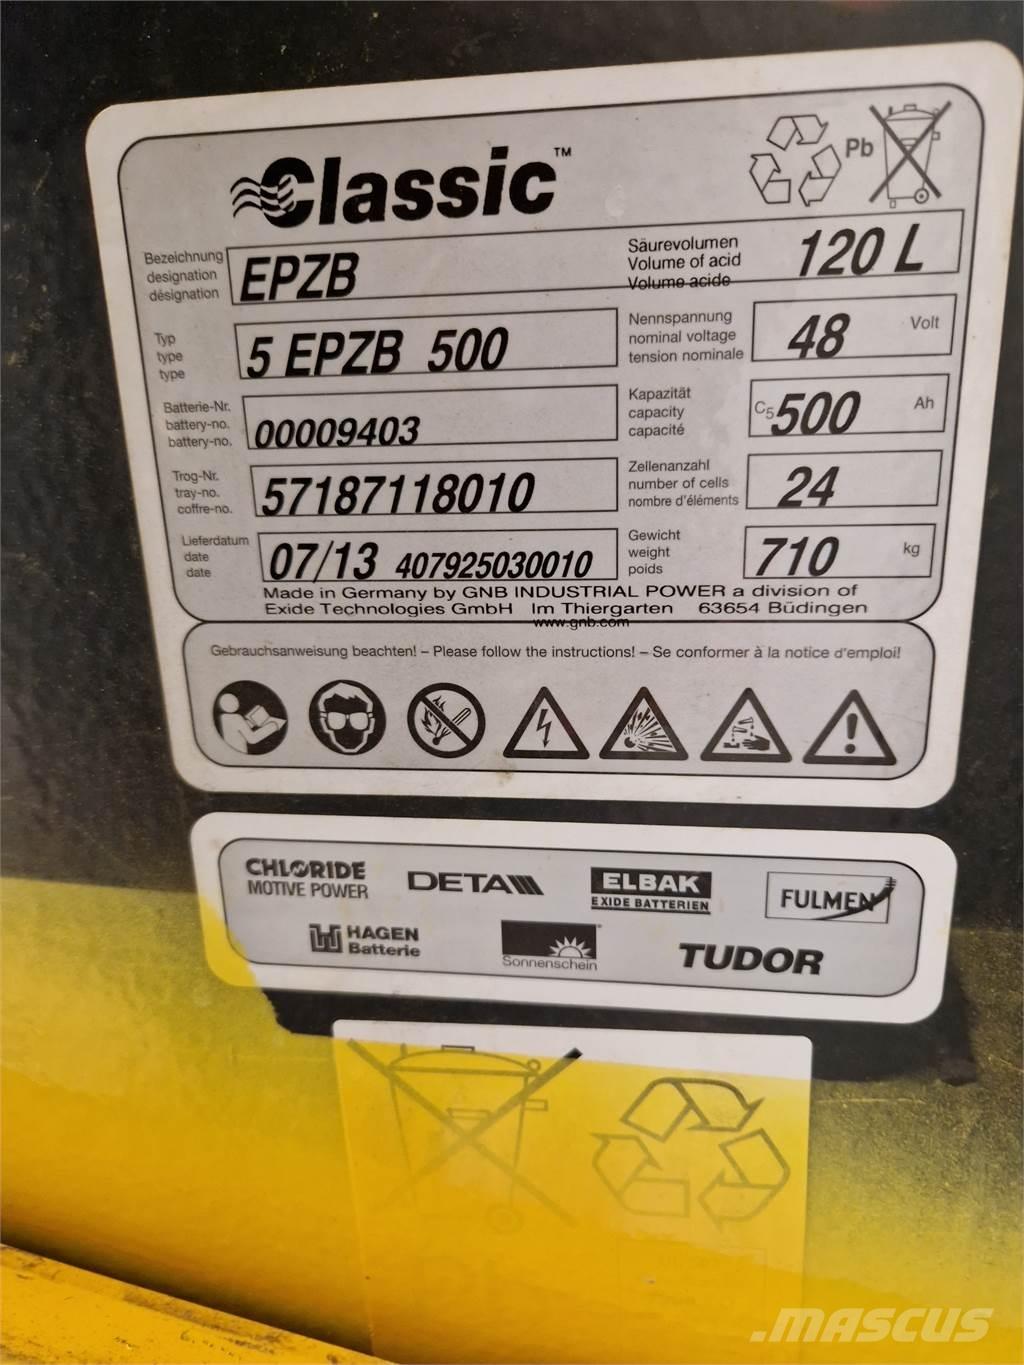 Classic™
Pb
Bezeichnung
designation
désignation
EPZB
Säurevolumen
Volume of acid
Volume acide
120 L
Typ
type
type
5 EPZB 500
Nennspannung
nominal voltage
tension nominale
48 Volt
Batterie-Nr.
battery-no.
battery-no.
00009403
Kapazität
capacity
capacité
C5 500 Ah
Trog-Nr.
tray-no.
coffre-no.
57187118010
Zellenanzahl
number of cells
nombre d'éléments
24
Lieferdatum
date
date
07/13 407925030010
Gewicht
weight
poids
710 kg
Made in Germany by GNB INDUSTRIAL POWER a division of
Exide Technologies GmbH Im Thiergarten 63654 Büdingen
www.gnb.com
Gebrauchsanweisung beachten! – Please follow the instructions! – Se conformer à la notice d'emploi!
CHLORIDE
MOTIVE POWER
DETA
ELBAK
EXIDE BATTERIEN
FULMEN
HAGEN
Batterie
Sonnenschein
TUDOR
.MASCUS